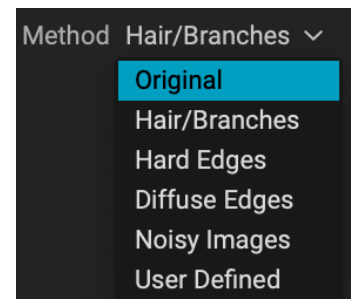 Method Hair/Branches
Original
Hair/Branches
Hard Edges
Diffuse Edges
Noisy Images
User Defined